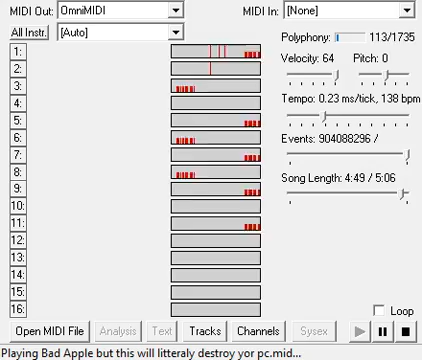 MIDI Out: OmniMIDI MIDI In: [None]
All Instr. [Auto] Polyphony: 113/1735
1:
2:
3:
4:
5:
6:
7:
8:
9:
10:
11:
12:
13:
14:
15:
16:
Velocity: 64 Pitch: 0
Tempo: 0.23 ms/tick, 138 bpm
Events: 904088296 /
Song Length: 4:49 / 5:06
Loop
Open MIDI File Analysis Text Tracks Channels Sysex
Playing Bad Apple but this will litteraly destroy yor pc.mid...